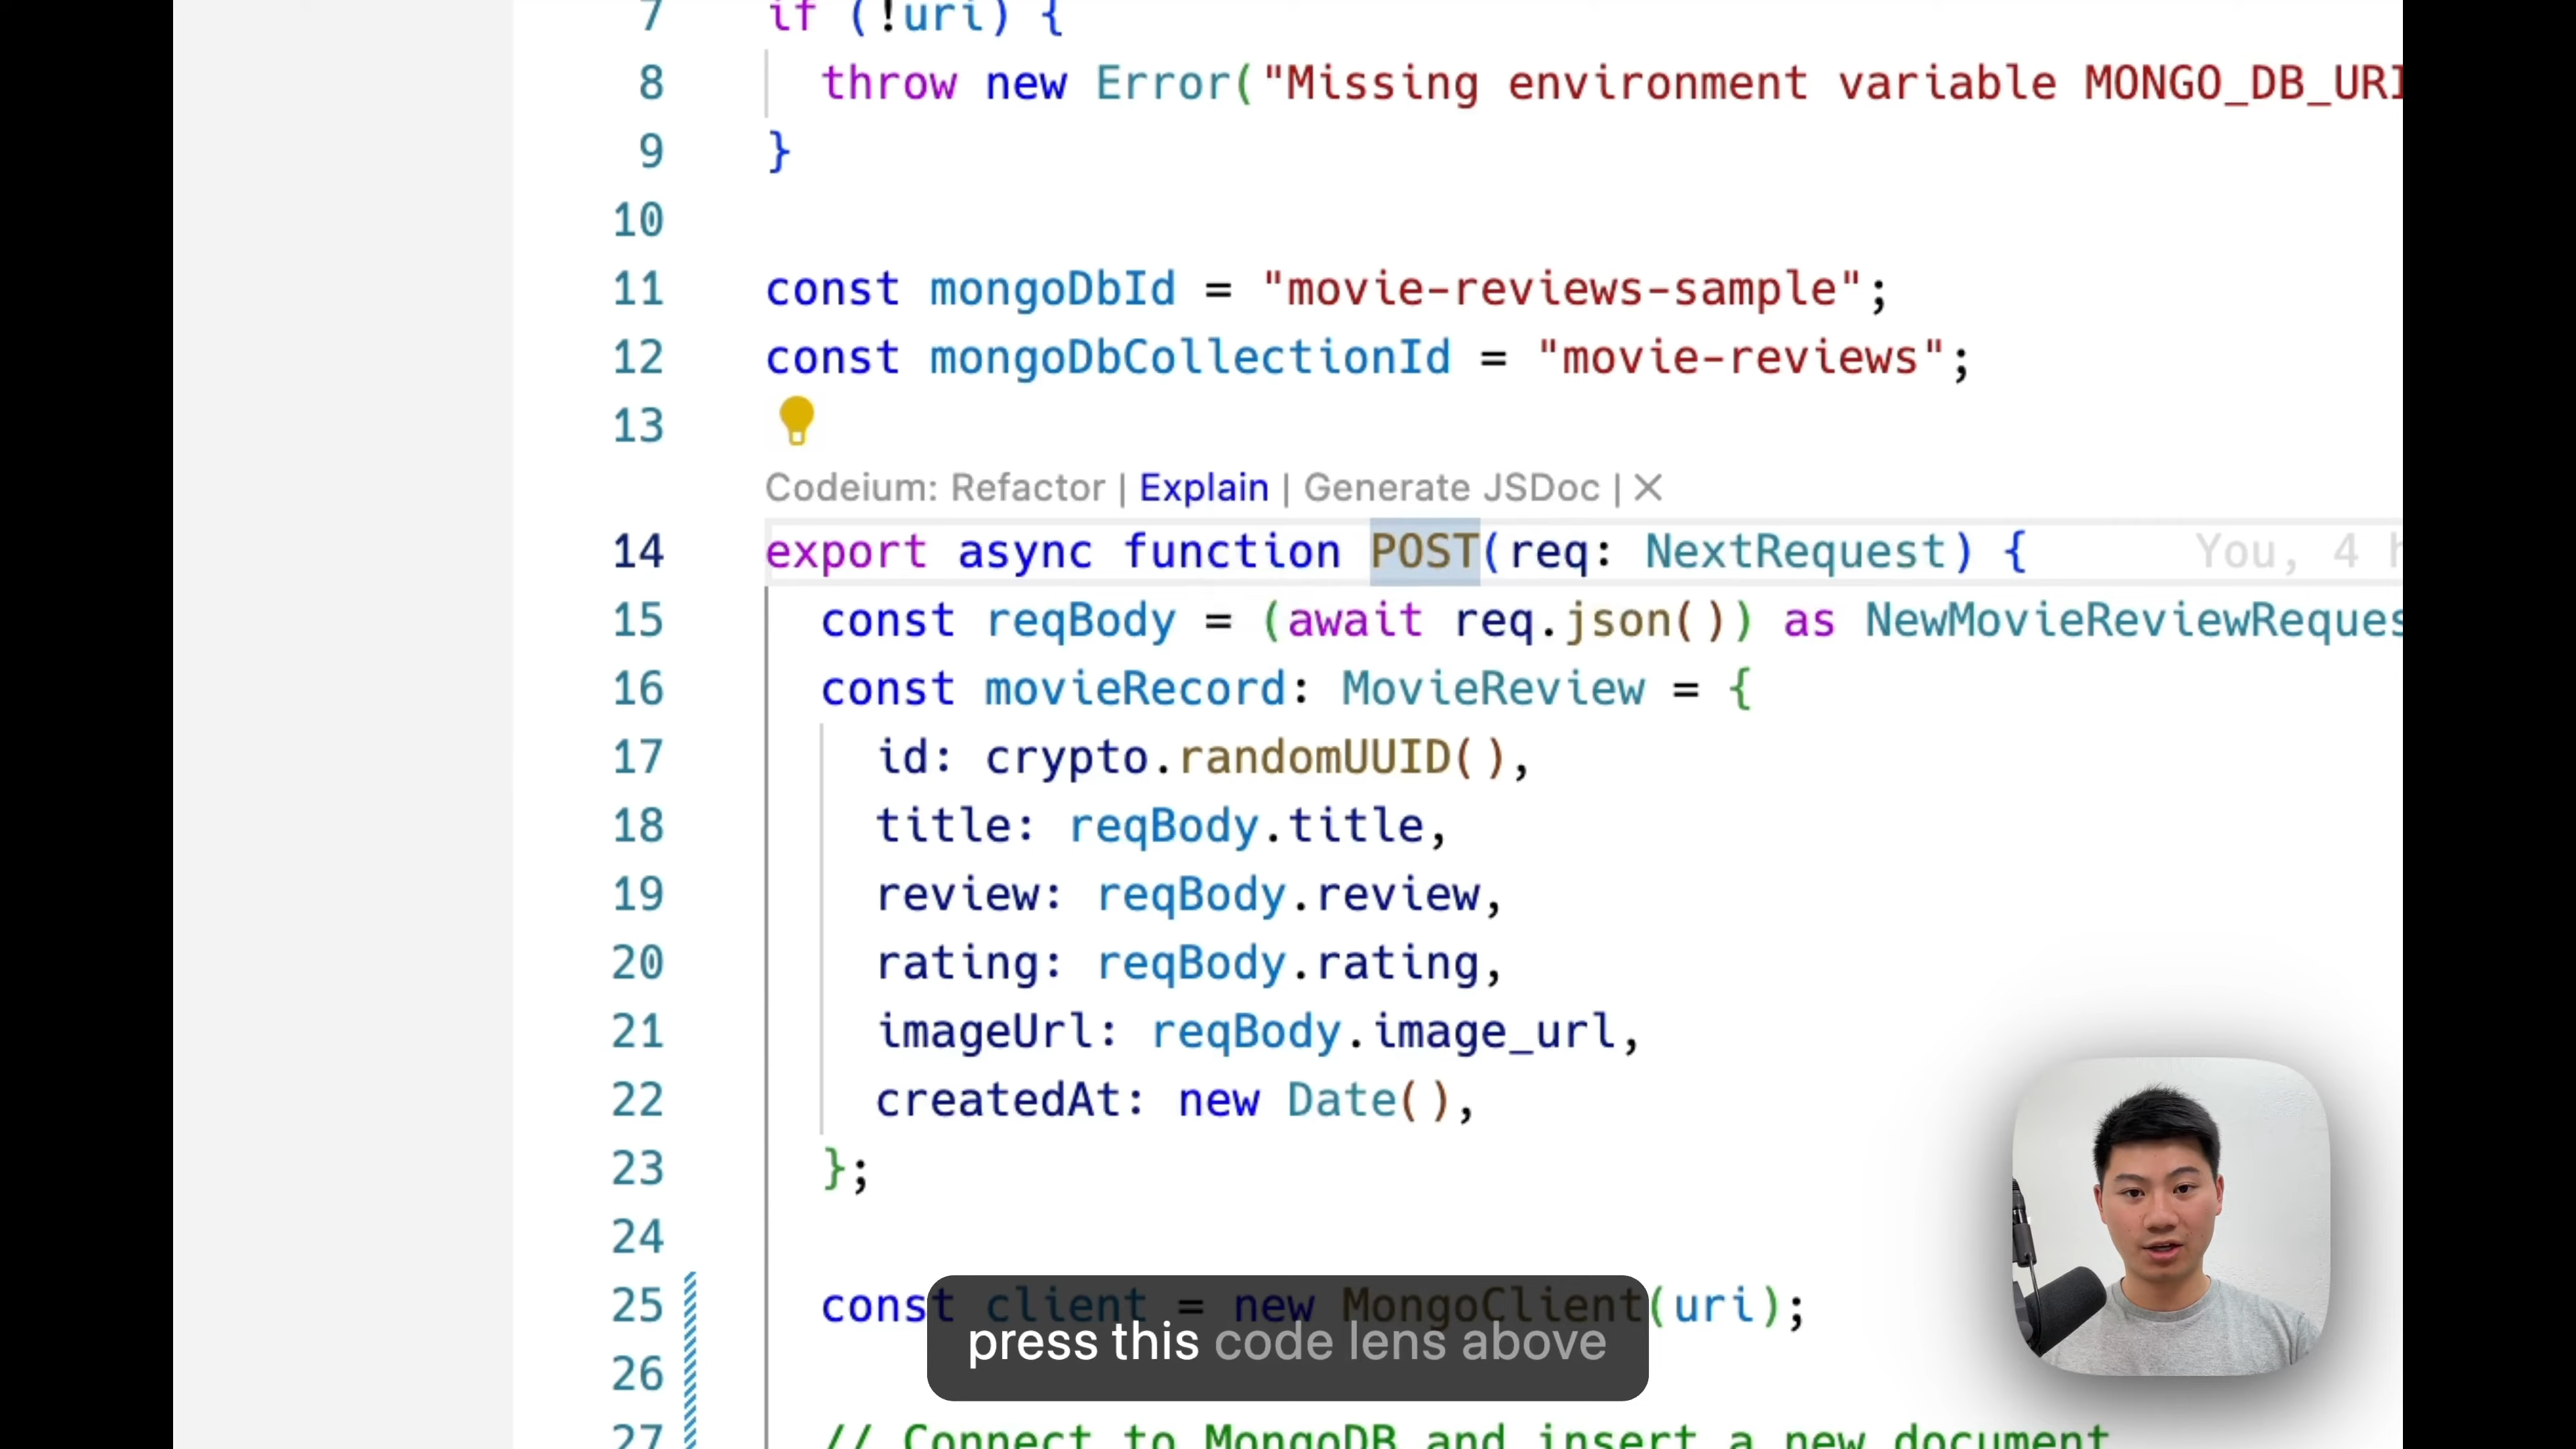 7 if (!uri) {
8 throw new Error("Missing environment variable MONGO_DB_URI
9 }
10
11 const mongoDbId = "movie-reviews-sample";
12 const mongoDbCollectionId = "movie-reviews";
13
Codeium: Refactor | Explain | Generate JSDoc | ×
14 export async function POST(req: NextRequest) { You, 4 h
15 const reqBody = (await req.json()) as NewMovieReviewReques
16 const movieRecord: MovieReview = {
17 id: crypto.randomUUID(),
18 title: reqBody.title,
19 review: reqBody.review,
20 rating: reqBody.rating,
21 imageUrl: reqBody.image_url,
22 createdAt: new Date(),
23 };
24
25 const client = new MongoClient(uri);
press this code lens above
26
27 // Connect to MongoDB and insert a new document